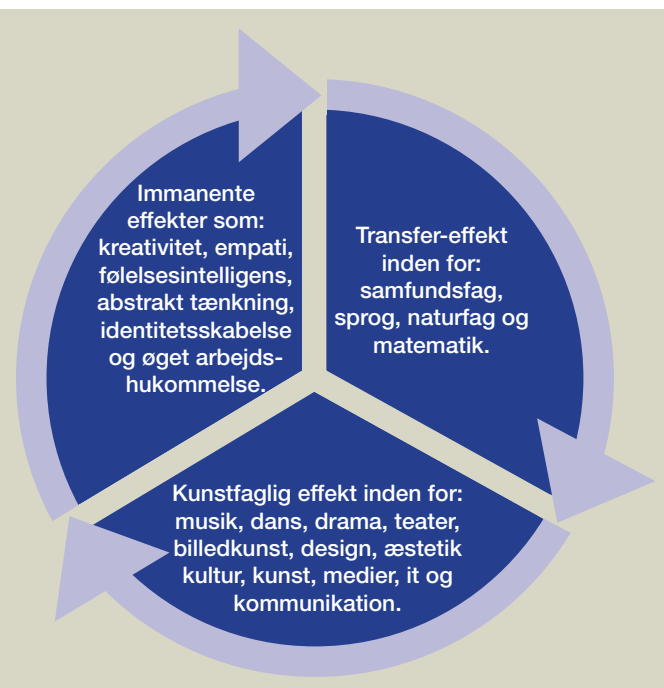 Immanente
effekter som:
kreativitet, empati,
følelsesintelligens,
abstrakt tænkning,
identitetsskabelse
og øget arbejds-
hukommelse.
Transfer-effekt
inden for:
samfundsfag,
sprog, naturfag og
matematik.
Kunstfaglig effekt inden for:
musik, dans, drama, teater,
billedkunst, design, æstetik
kultur, kunst, medier, it og
kommunikation.